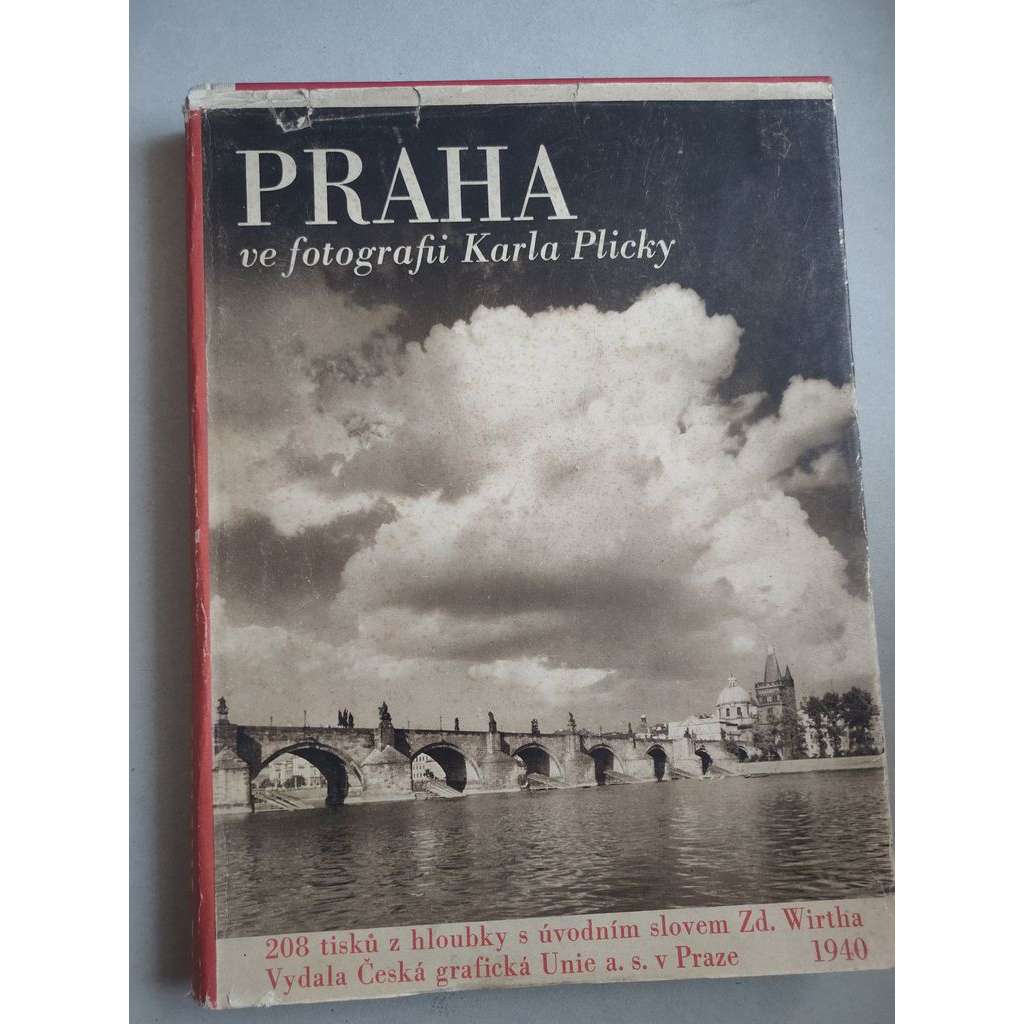 PRAHA
ve fotografii Karla Plicky
208 tisků z hloubky s úvodním slovem Zd. Wirtha
Vydala Česká grafická Unie a. s. v Praze 1940